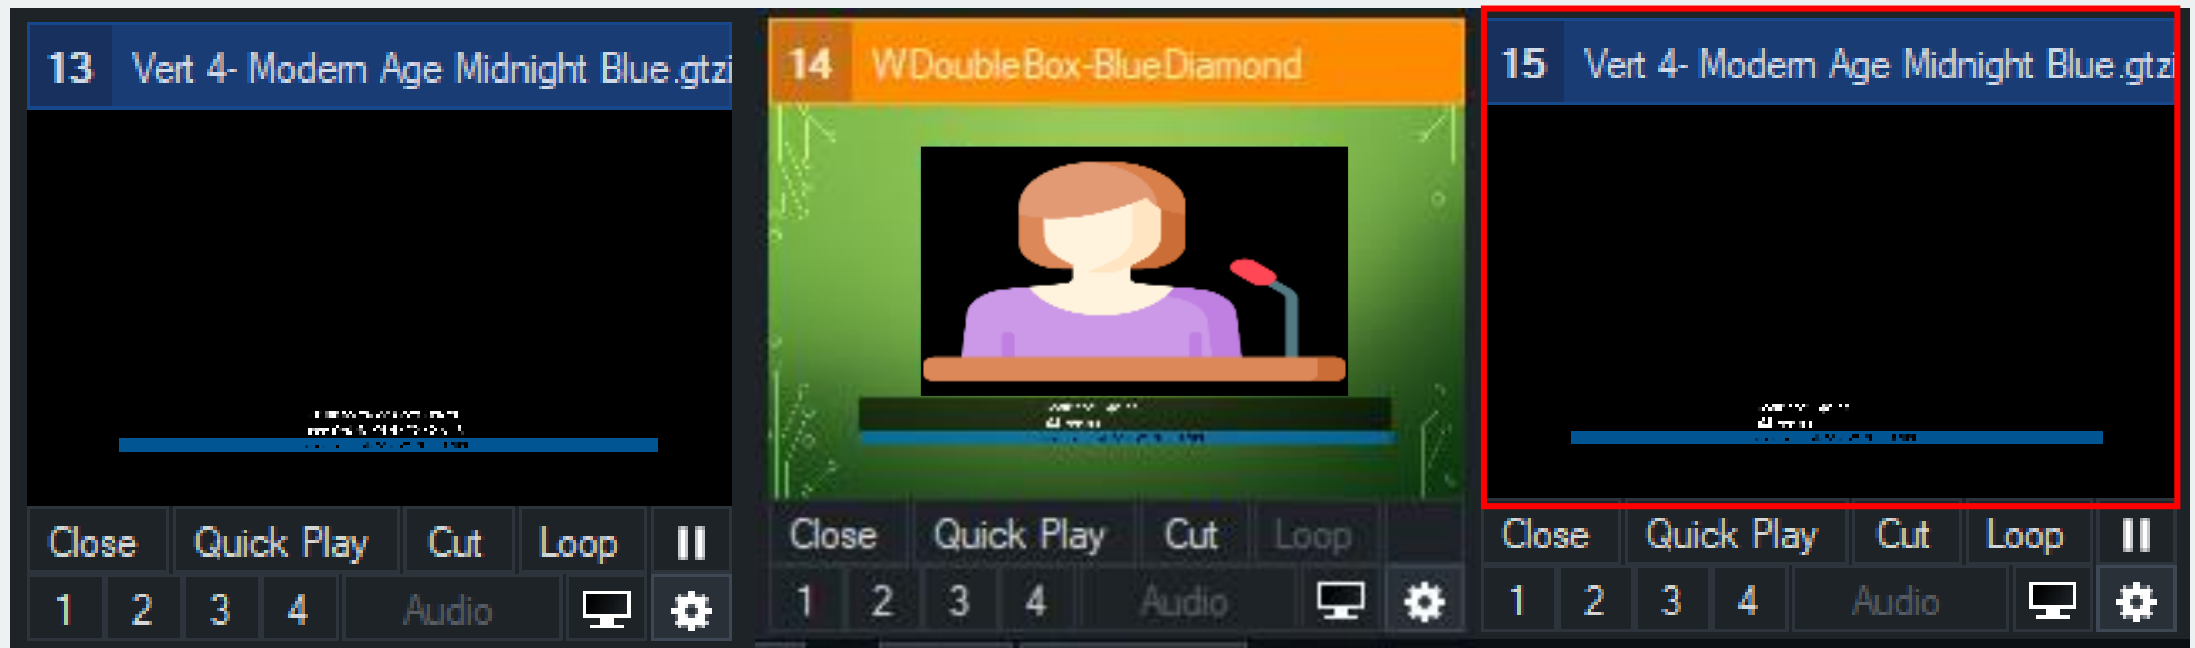 13 Vert 4- Modern Age Midnight Blue.gtzi
Close Quick Play Cut Loop
1 2 3 4 Audio
14 WDoubleBox-BlueDiamond
Close Quick Play Cut Loop
1 2 3 4 Audio
15 Vert 4- Modern Age Midnight Blue.gtzi
Close Quick Play Cut Loop
1 2 3 4 Audio